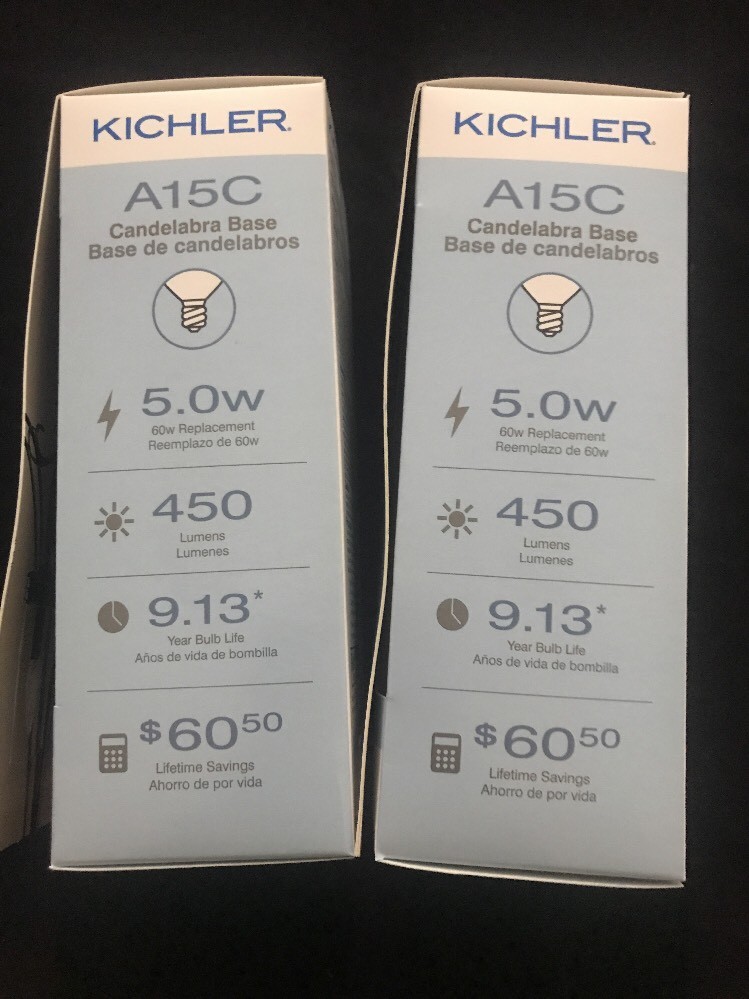 KICHLER®
A15C
Candelabra Base
Base de candelabros
5.0w
60w Replacement
Reemplazo de 60w
450
Lumens
Lumenes
9.13*
Year Bulb Life
Años de vida de bombilla
$60⁵⁰
Lifetime Savings
Ahorro de por vida
KICHLER®
A15C
Candelabra Base
Base de candelabros
5.0w
60w Replacement
Reemplazo de 60w
450
Lumens
Lumenes
9.13*
Year Bulb Life
Años de vida de bombilla
$60⁵⁰
Lifetime Savings
Ahorro de por vida